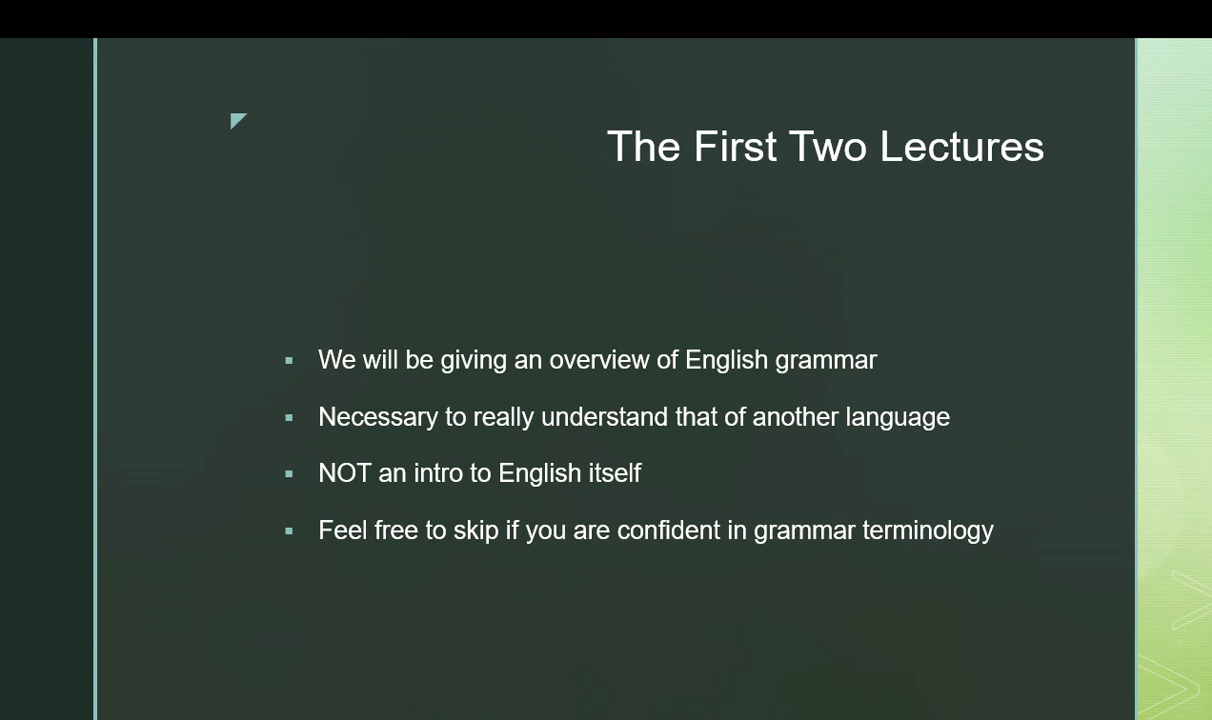 The First Two Lectures
▪ We will be giving an overview of English grammar
▪ Necessary to really understand that of another language
▪ NOT an intro to English itself
▪ Feel free to skip if you are confident in grammar terminology